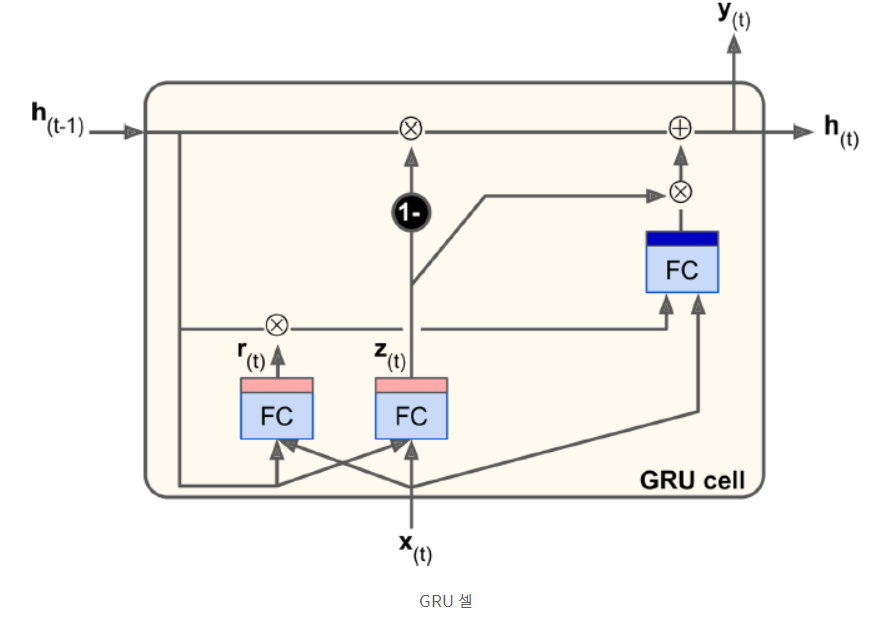 y(t)
h(t-1)
h(t)
1-
FC
r(t)
z(t)
FC
FC
GRU cell
x(t)
GRU 셀